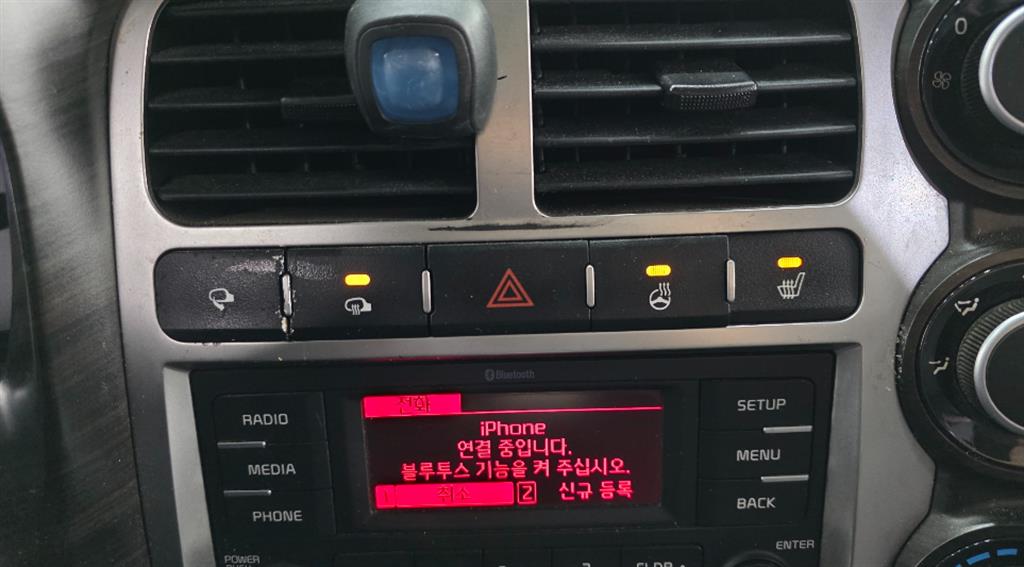 0
Bluetooth
RADIO
MEDIA
PHONE
전화
iPhone
연결 중입니다.
블루투스 기능을 켜 주십시오.
1 취소 2 신규 등록
SETUP
MENU
BACK
ENTER
POWER